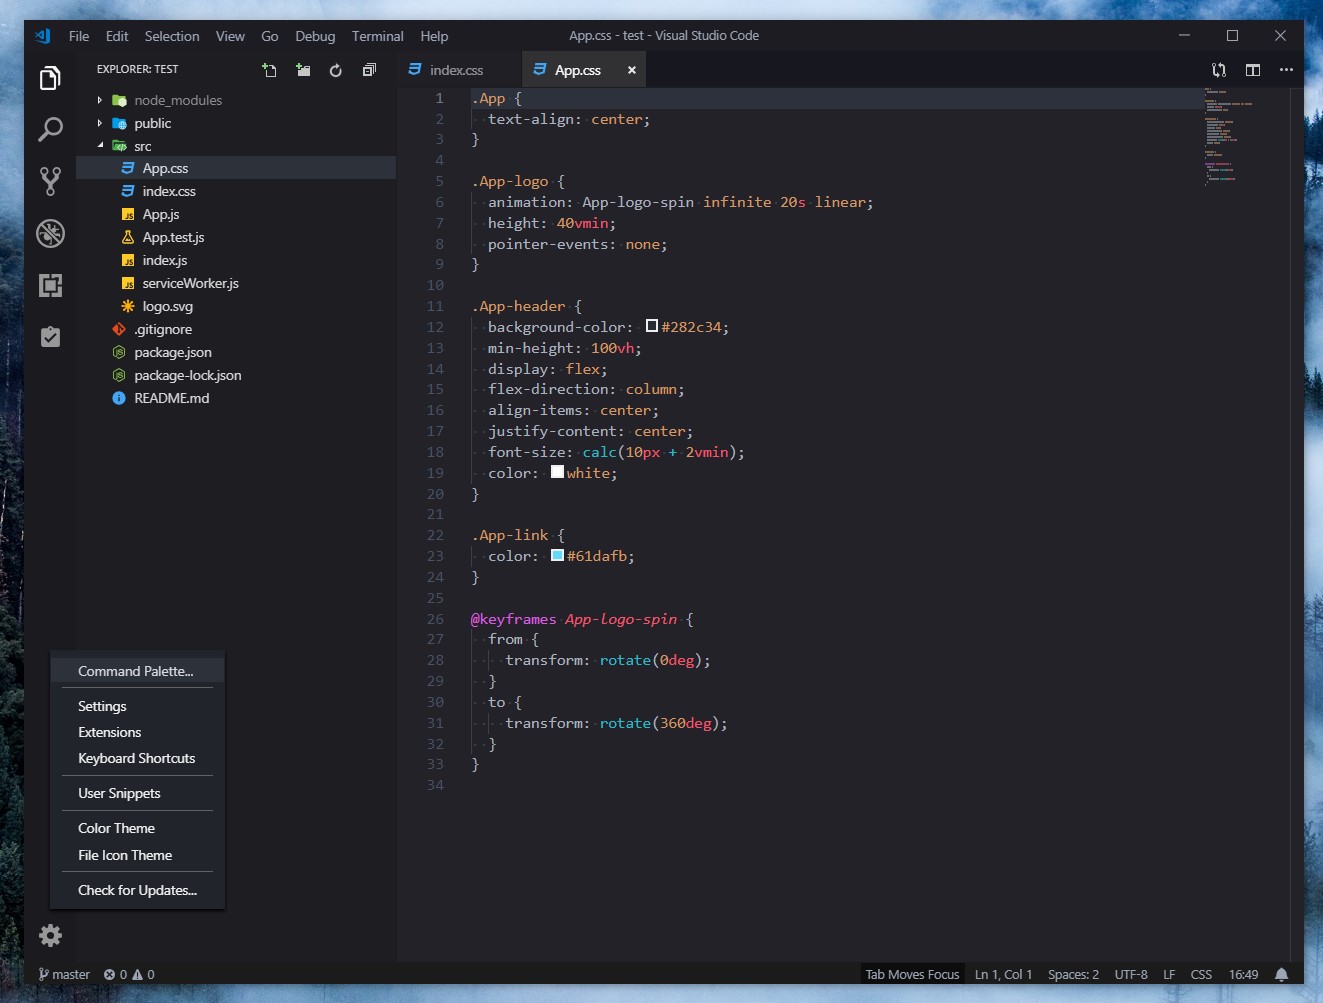 File Edit Selection View Go Debug Terminal Help
App.css - test - Visual Studio Code
EXPLORER: TEST
node_modules
public
src
App.css
index.css
App.js
App.test.js
index.js
serviceWorker.js
logo.svg
.gitignore
package.json
package-lock.json
README.md
index.css
App.css
1 .App {
2 text-align: center;
3 }
4
5 .App-logo {
6 animation: App-logo-spin infinite 20s linear;
7 height: 40vmin;
8 pointer-events: none;
9 }
10
11 .App-header {
12 background-color: #282c34;
13 min-height: 100vh;
14 display: flex;
15 flex-direction: column;
16 align-items: center;
17 justify-content: center;
18 font-size: calc(10px + 2vmin);
19 color: white;
20 }
21
22 .App-link {
23 color: #61dafb;
24 }
25
26 @keyframes App-logo-spin {
27 from {
28 transform: rotate(0deg);
29 }
30 to {
31 transform: rotate(360deg);
32 }
33 }
34
Command Palette...
Settings
Extensions
Keyboard Shortcuts
User Snippets
Color Theme
File Icon Theme
Check for Updates...
master 0 0
Tab Moves Focus Ln 1, Col 1 Spaces: 2 UTF-8 LF CSS 16:49